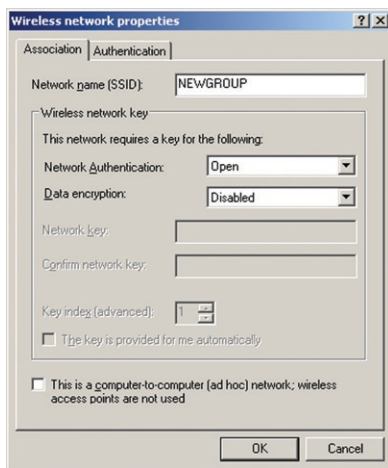 Wireless network properties
Association Authentication
Network name (SSID): NEWGROUP
Wireless network key
This network requires a key for the following:
Network Authentication: Open
Data encryption: Disabled
Network key:
Confirm network key:
Key index (advanced): 1
The key is provided for me automatically
This is a computer-to-computer (ad hoc) network; wireless
access points are not used
OK Cancel